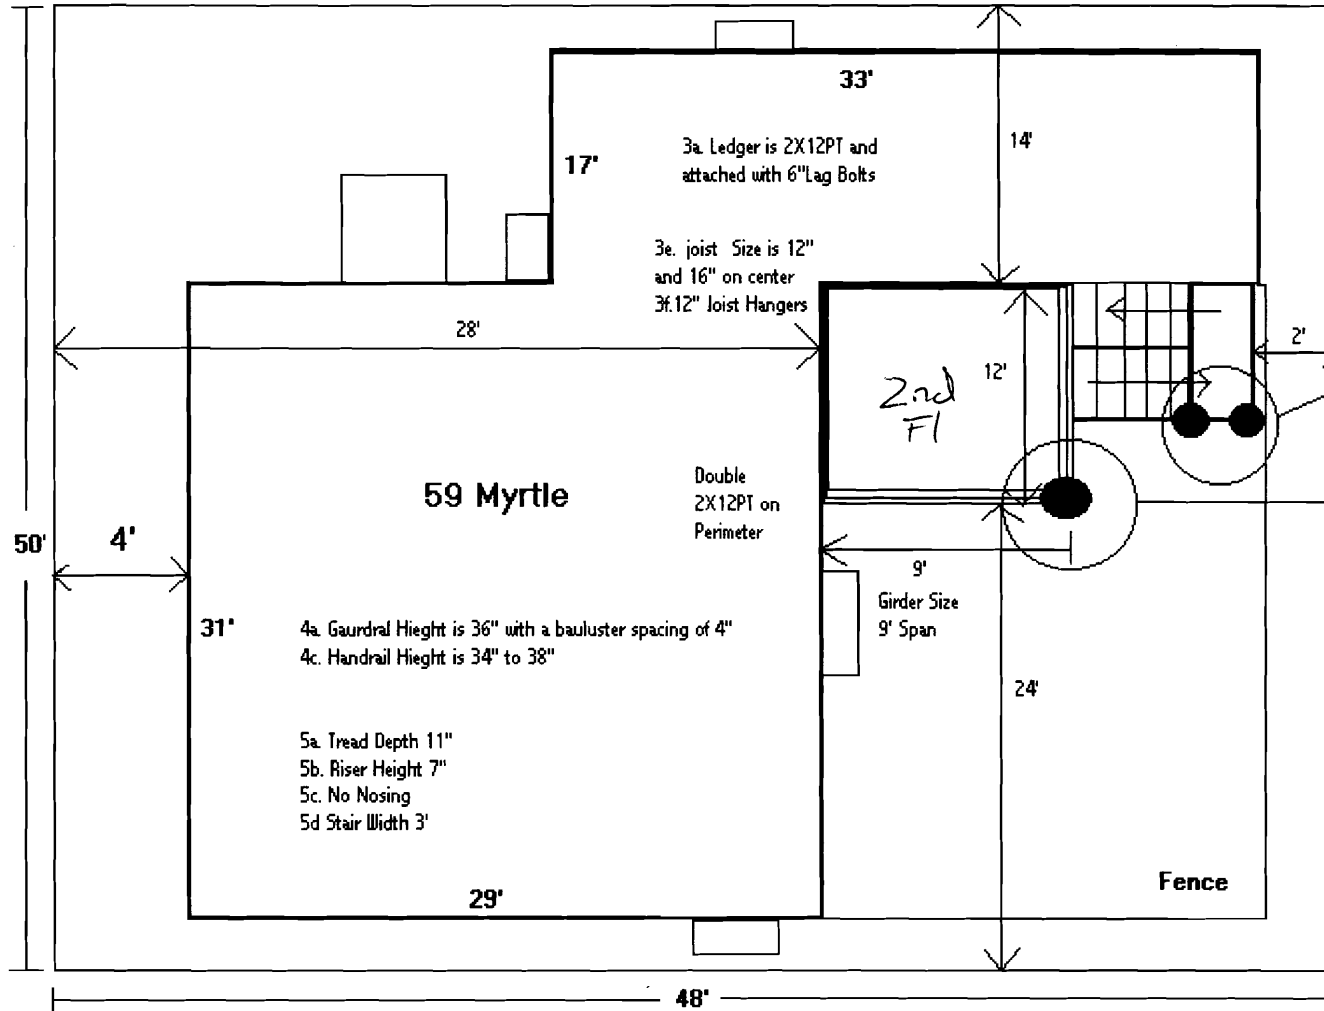 33'
17'
3a. Ledger is 2X12PT and
attached with 6"Lag Bolts
14'
3e. joist Size is 12"
and 16" on center
3f.12" Joist Hangers
28'
2'
12'
2nd
Fl
59 Myrtle
Double
2X12PT on
Perimeter
50'
4'
9'
Girder Size
9' Span
31'
4a. Gaurdral Hieght is 36" with a bauluster spacing of 4"
4c. Handrail Hieght is 34" to 38"
24'
5a. Tread Depth 11"
5b. Riser Height 7"
5c. No Nosing
5d Stair Width 3'
Fence
29'
48'